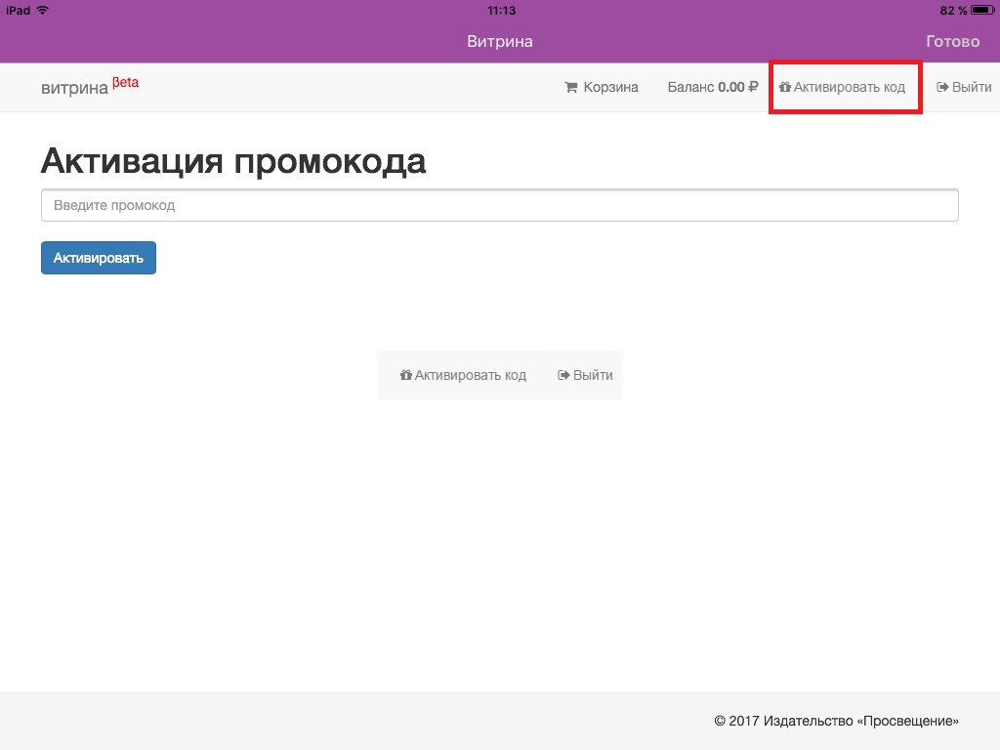 iPad 11:13 82 %
Витрина Готово
витрина βeta Корзина Баланс 0.00 ₽ Активировать код Выйти
Активация промокода
Введите промокод
Активировать
Активировать код Выйти
© 2017 Издательство «Просвещение»